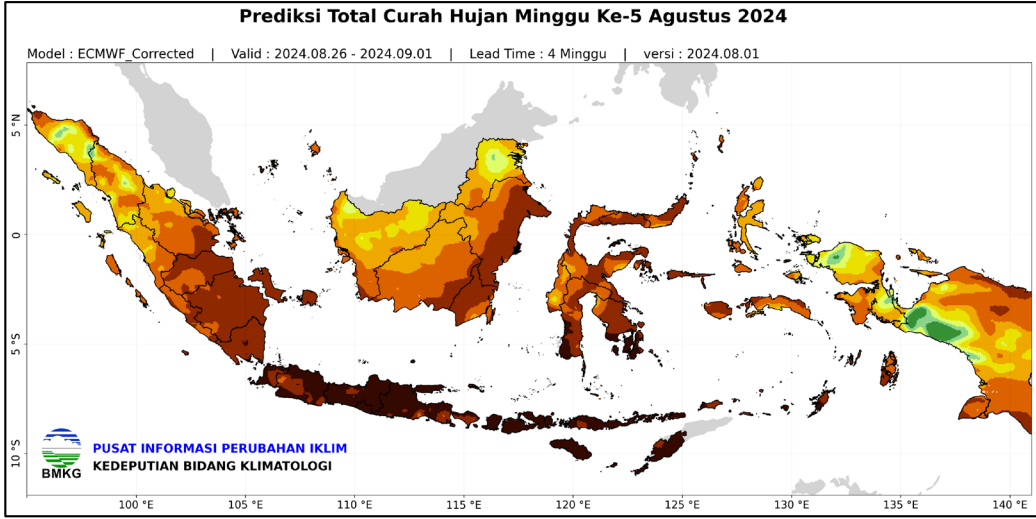 Prediksi Total Curah Hujan Minggu Ke-5 Agustus 2024
Model : ECMWF_Corrected | Valid : 2024.08.26 - 2024.09.01 | Lead Time : 4 Minggu | versi : 2024.08.01
5 °N
0
5 °S
10 °S
BMKG
PUSAT INFORMASI PERUBAHAN IKLIM
KEDEPUTIAN BIDANG KLIMATOLOGI
100 °E 105 °E 110 °E 115 °E 120 °E 125 °E 130 °E 135 °E 140 °E